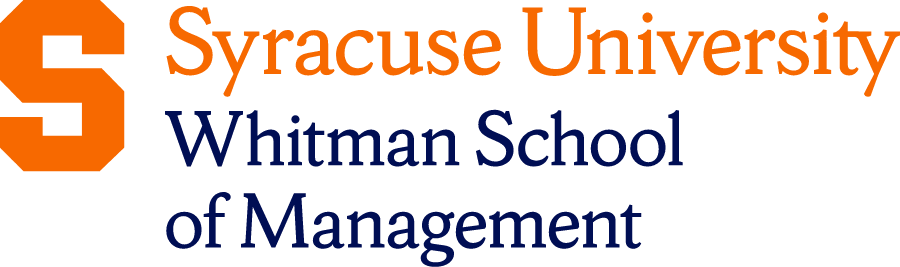 S
Syracuse University
Whitman School
of Management